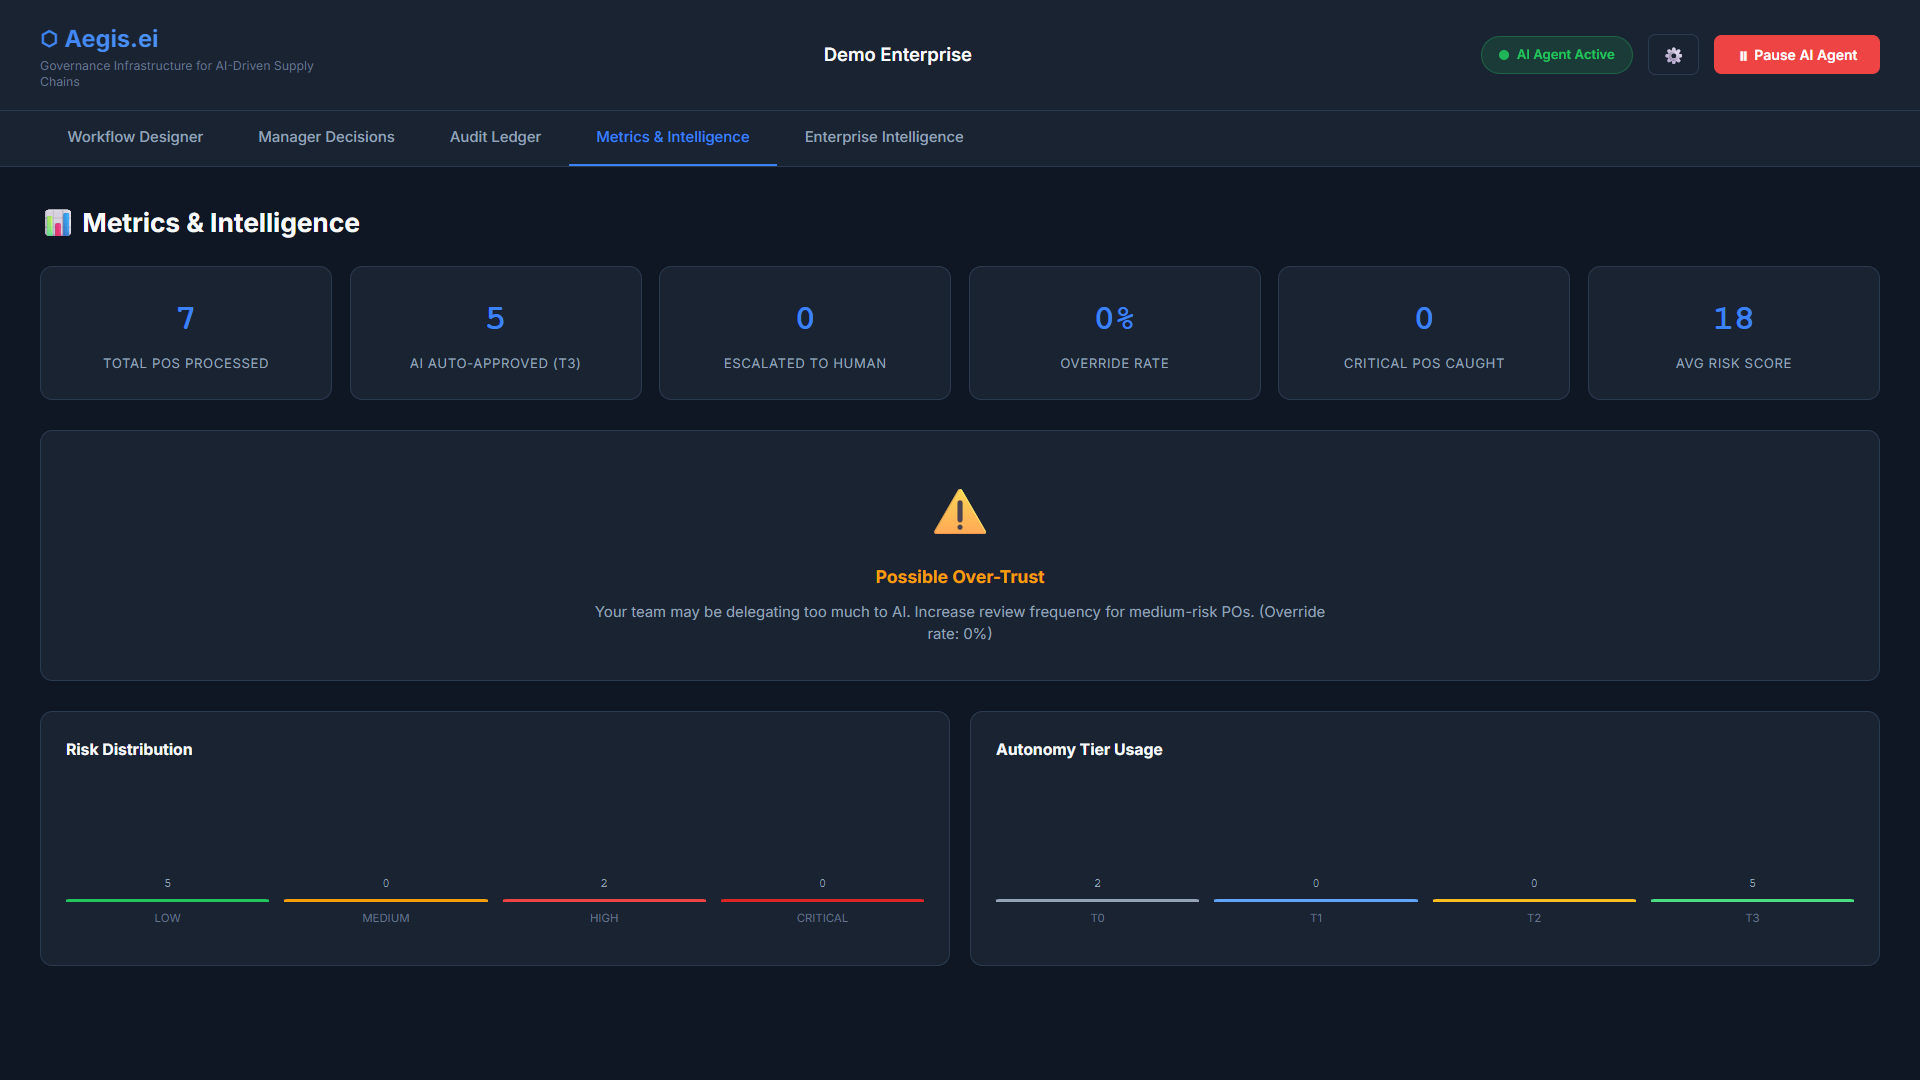 Aegis.ei
Governance Infrastructure for AI-Driven Supply
Chains
Demo Enterprise
AI Agent Active
Pause AI Agent
Workflow Designer
Manager Decisions
Audit Ledger
Metrics & Intelligence
Enterprise Intelligence
Metrics & Intelligence
7
TOTAL POS PROCESSED
5
AI AUTO-APPROVED (T3)
0
ESCALATED TO HUMAN
0%
OVERRIDE RATE
0
CRITICAL POS CAUGHT
18
AVG RISK SCORE
Possible Over-Trust
Your team may be delegating too much to AI. Increase review frequency for medium-risk POs. (Override
rate: 0%)
Risk Distribution
5
0
2
0
LOW
MEDIUM
HIGH
CRITICAL
Autonomy Tier Usage
2
0
0
5
T0
T1
T2
T3